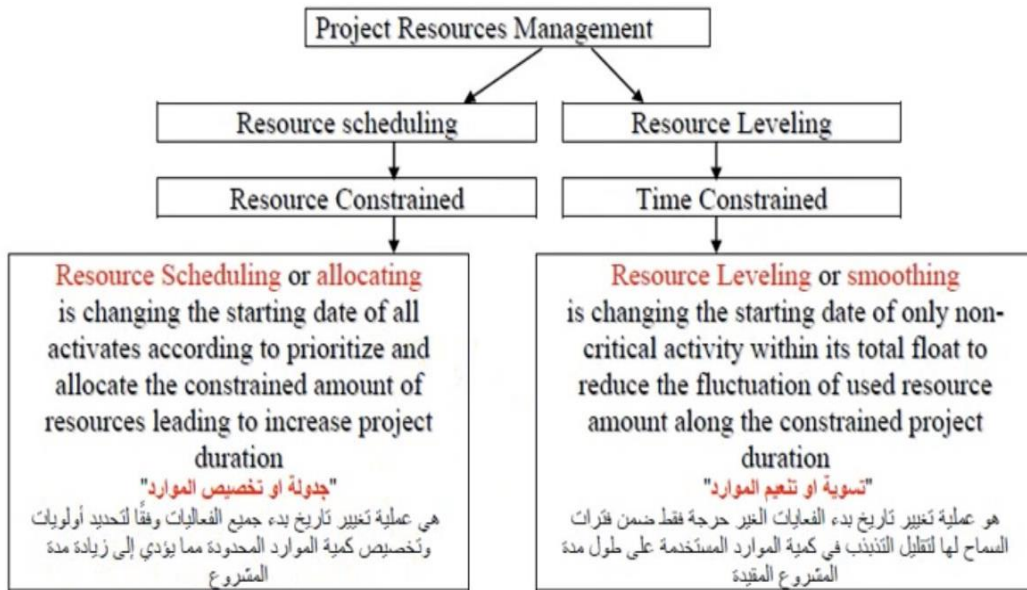 Project Resources Management
Resource scheduling
Resource Leveling
Resource Constrained
Time Constrained
Resource Scheduling or allocating
is changing the starting date of all
activates according to prioritize and
allocate the constrained amount of
resources leading to increase project
duration
"جدولة او تخصيص الموارد"
هي عملية تغيير تاريخ بدء جميع الفعاليات وفقًا لتحديد أولويات
وتخصيص كمية الموارد المحدودة مما يؤدي إلى زيادة مدة
المشروع
Resource Leveling or smoothing
is changing the starting date of only non-
critical activity within its total float to
reduce the fluctuation of used resource
amount along the constrained project
duration
"تسوية او تنعيم الموارد"
هو عملية تغيير تاريخ بدء الفعايات الغير حرجة فقط ضمن فترات
السماح لها لتقليل التذبذب في كمية الموارد المستخدمة على طول مدة
المشروع المقيدة